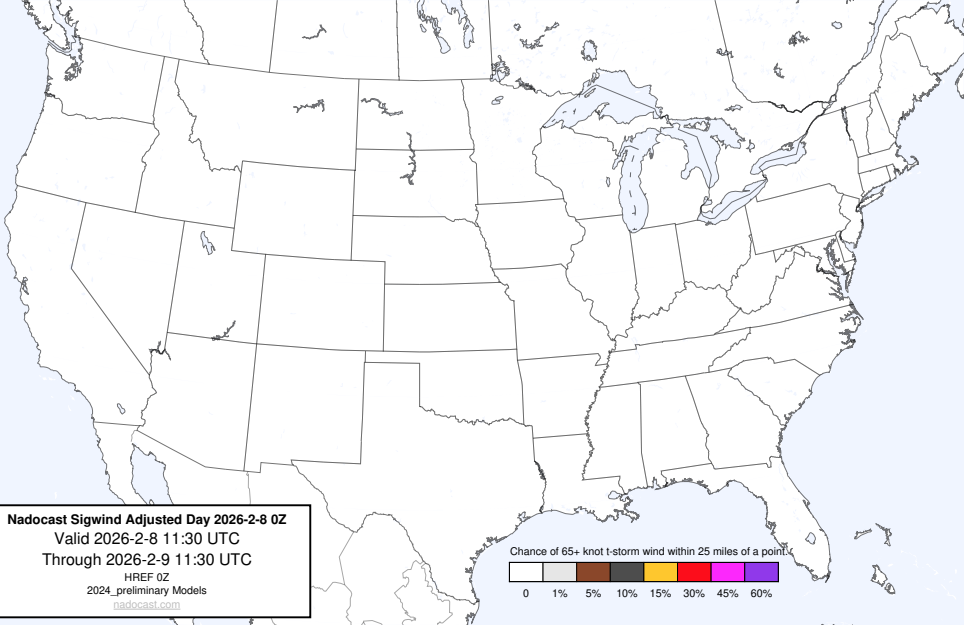 Nadocast Sigwind Adjusted Day 2026-2-8 0Z
Valid 2026-2-8 11:30 UTC
Through 2026-2-9 11:30 UTC
HREF 0Z
2024_preliminary Models
nadocast.com
Chance of 65+ knot t-storm wind within 25 miles of a point.
0 1% 5% 10% 15% 30% 45% 60%